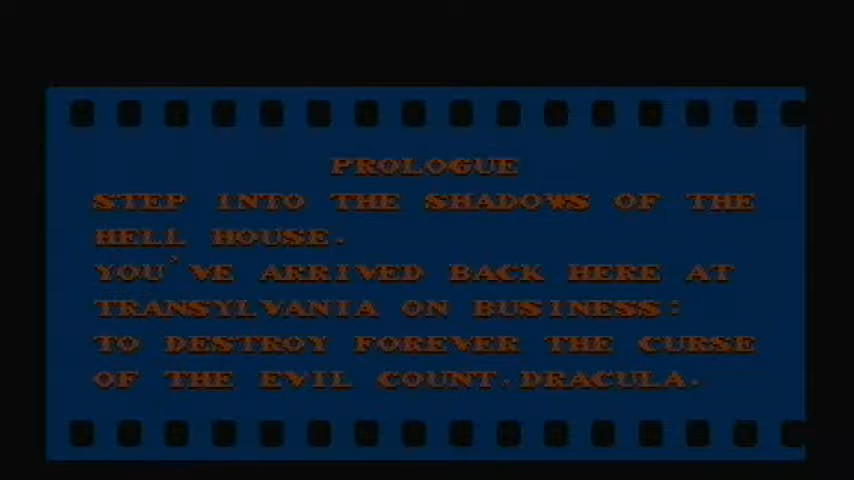 PROLOGUE
STEP INTO THE SHADOWS OF THE
HELL HOUSE.
YOU'VE ARRIVED BACK HERE AT
TRANSYLVANIA ON BUSINESS:
TO DESTROY FOREVER THE CURSE
OF THE EVIL COUNT.DRACULA.